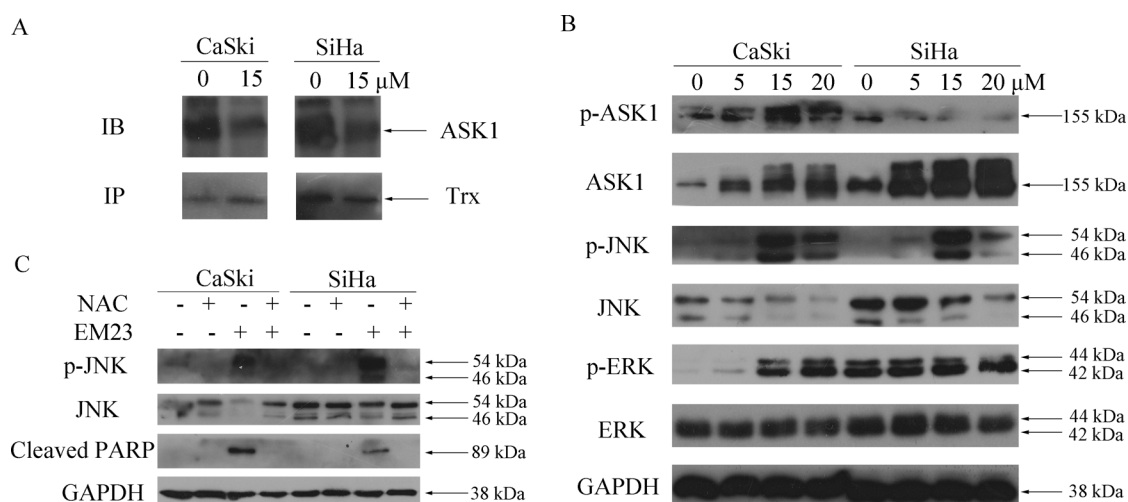 A
CaSki SiHa
0 15 0 15 μM
IB ASK1
IP Trx
B
CaSki SiHa
0 5 15 20 0 5 15 20 μM
p-ASK1 155 kDa
ASK1 155 kDa
p-JNK 54 kDa
46 kDa
JNK 54 kDa
46 kDa
p-ERK 44 kDa
42 kDa
ERK 44 kDa
42 kDa
GAPDH 38 kDa
C
CaSki SiHa
NAC - + - + - + - +
EM23 - - + + - - + +
p-JNK 54 kDa
46 kDa
JNK 54 kDa
46 kDa
Cleaved PARP 89 kDa
GAPDH 38 kDa